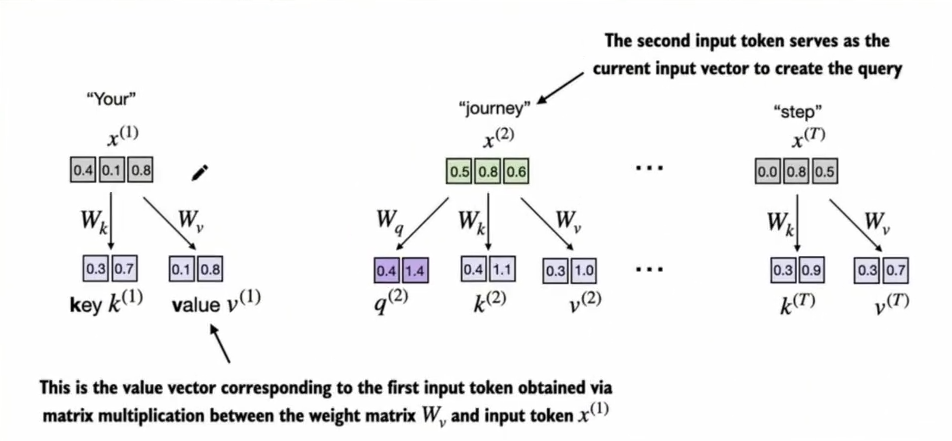 The second input token serves as the
current input vector to create the query
“Your” “journey” “step”
x(1) x(2) x(T)
0.4 0.1 0.8 0.5 0.8 0.6 ... 0.0 0.8 0.5
Wk Wv Wq Wk Wv Wk Wv
0.3 0.7 0.1 0.8 0.4 1.4 0.4 1.1 0.3 1.0 ... 0.3 0.9 0.3 0.7
key k(1) value v(1) q(2) k(2) v(2) k(T) v(T)
This is the value vector corresponding to the first input token obtained via
matrix multiplication between the weight matrix Wv and input token x(1)